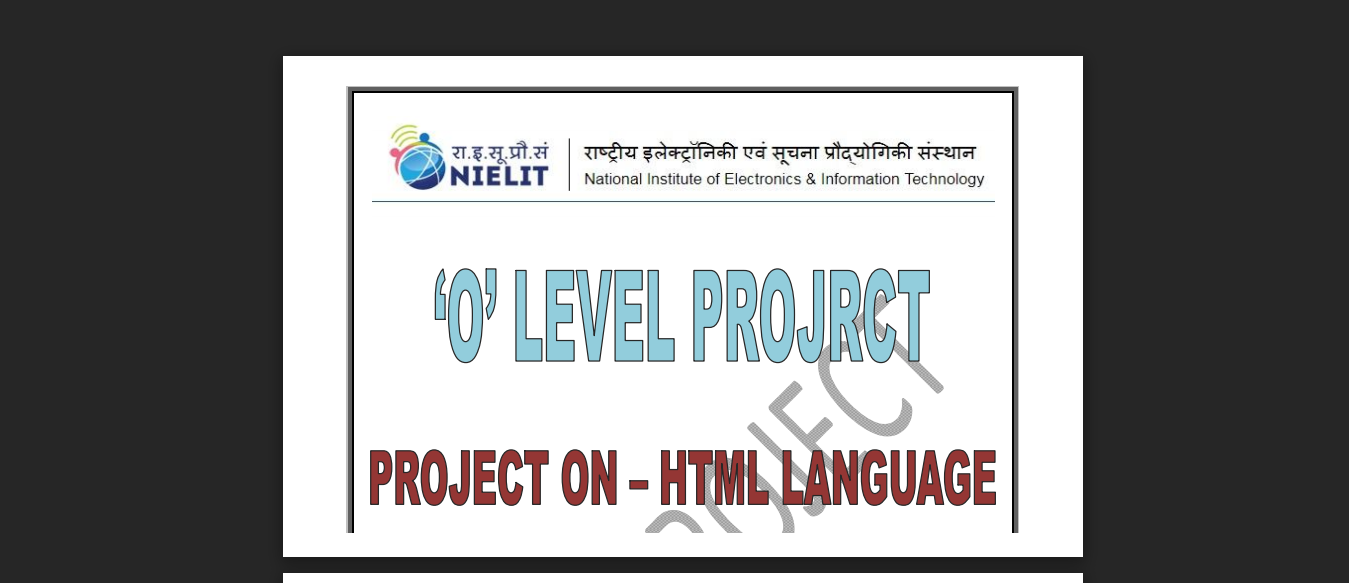 रा.इ.सू.प्रौ.सं
NIELIT
राष्ट्रीय इलेक्ट्रॉनिकी एवं सूचना प्रौद्योगिकी संस्थान
National Institute of Electronics & Information Technology
‘O’ LEVEL PROJRCT
PROJECT ON – HTML LANGUAGE
PROJECT